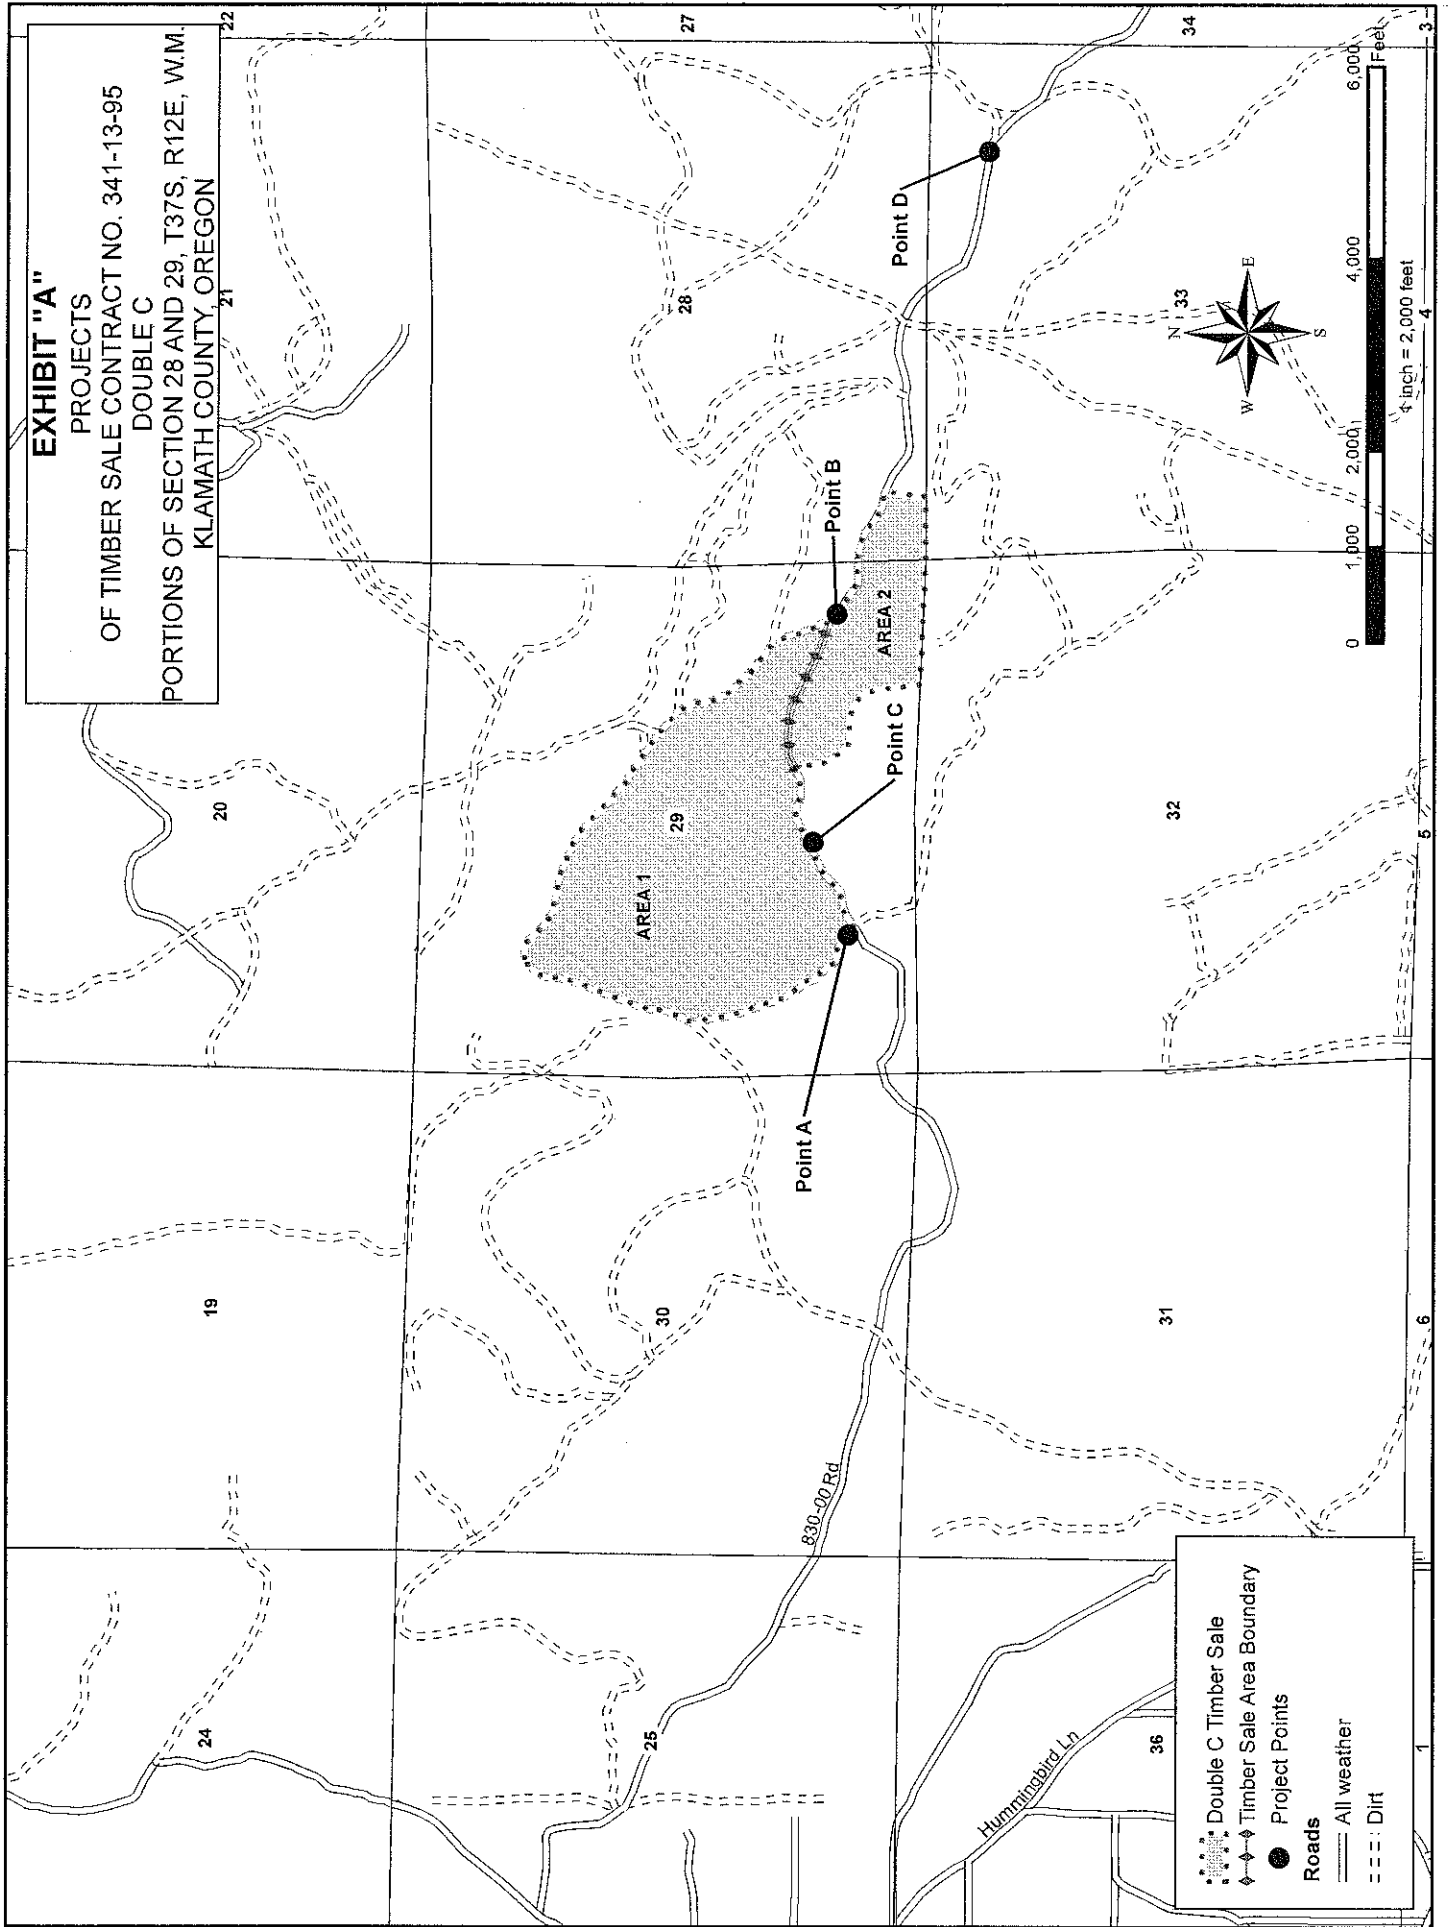 EXHIBIT "A"
PROJECTS
OF TIMBER SALE CONTRACT NO. 341-13-95
DOUBLE C
PORTIONS OF SECTION 28 AND 29, T37S, R12E, W.M.
KLAMATH COUNTY, OREGON
24
19
20
21
22
25
30
29
28
27
AREA 1
AREA 2
Point A
Point C
Point B
Point D
830-00 Rd
Hummingbird Ln
36
31
32
33
34
1
6
5
4
3
N
W
E
S
0
1,000
2,000
4,000
6,000
Feet
1 inch = 2,000 feet
Double C Timber Sale
Timber Sale Area Boundary
Project Points
Roads
All weather
Dirt